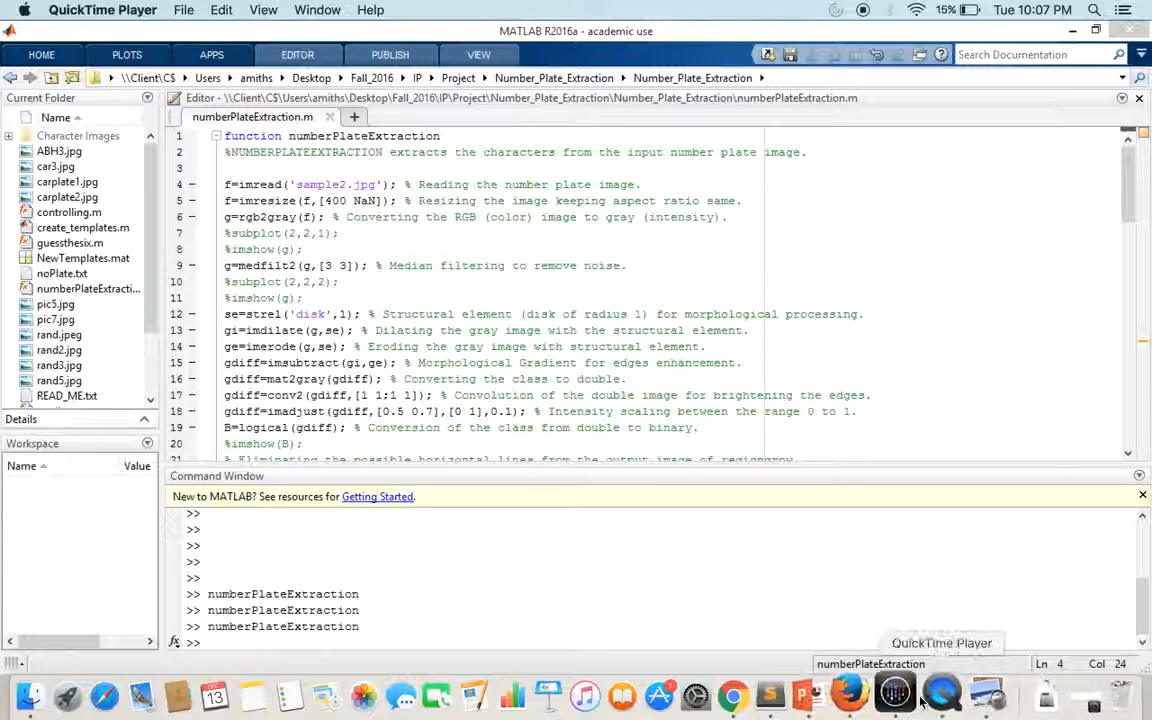 QuickTime Player File Edit View Window Help 15% Tue 10:07 PM
MATLAB R2016a - academic use
HOME PLOTS APPS EDITOR PUBLISH VIEW Search Documentation
\\Client\C$ Users amiths Desktop Fall_2016 IP Project Number_Plate_Extraction Number_Plate_Extraction
Current Folder
Name
Character Images
ABH3.jpg
car3.jpg
carplate1.jpg
carplate2.jpg
controlling.m
create_templates.m
guessthesix.m
NewTemplates.mat
noPlate.txt
numberPlateExtracti...
pic5.jpg
pic7.jpg
rand.jpeg
rand2.jpg
rand3.jpg
rand5.jpg
READ_ME.txt
Details
Workspace
Name Value
Editor - \\Client\C$\Users\amiths\Desktop\Fall_2016\IP\Project\Number_Plate_Extraction\Number_Plate_Extraction\numberPlateExtraction.m
numberPlateExtraction.m
1 function numberPlateExtraction
2 %NUMBERPLATEEXTRACTION extracts the characters from the input number plate image.
3
4 – f=imread('sample2.jpg'); % Reading the number plate image.
5 – f=imresize(f,[400 NaN]); % Resizing the image keeping aspect ratio same.
6 – g=rgb2gray(f); % Converting the RGB (color) image to gray (intensity).
7 %subplot(2,2,1);
8 %imshow(g);
9 – g=medfilt2(g,[3 3]); % Median filtering to remove noise.
10 %subplot(2,2,2);
11 %imshow(g);
12 – se=strel('disk',1); % Structural element (disk of radius 1) for morphological processing.
13 – gi=imdilate(g,se); % Dilating the gray image with the structural element.
14 – ge=imerode(g,se); % Eroding the gray image with structural element.
15 – gdiff=imsubtract(gi,ge); % Morphological Gradient for edges enhancement.
16 – gdiff=mat2gray(gdiff); % Converting the class to double.
17 – gdiff=conv2(gdiff,[1 1;1 1]); % Convolution of the double image for brightening the edges.
18 – gdiff=imadjust(gdiff,[0.5 0.7],[0 1],0.1); % Intensity scaling between the range 0 to 1.
19 – B=logical(gdiff); % Conversion of the class from double to binary.
20 %imshow(B);
21 % Eliminating the possible horizontal lines from the output image of regiongrow
Command Window
New to MATLAB? See resources for Getting Started.
>>
>>
>>
>>
>>
>> numberPlateExtraction
>> numberPlateExtraction
>> numberPlateExtraction
fx >>
QuickTime Player
numberPlateExtraction Ln 4 Col 24
DEC 13